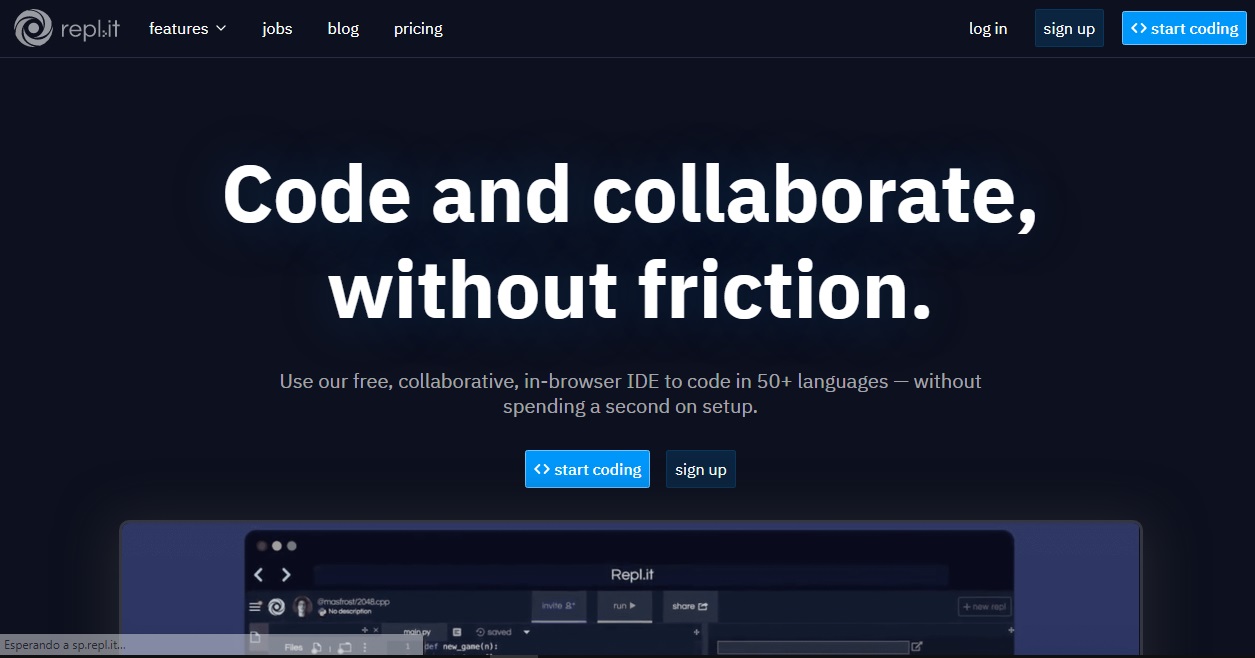 repl.it
features
jobs
blog
pricing
log in
sign up
<> start coding
Code and collaborate,
without friction.
Use our free, collaborative, in-browser IDE to code in 50+ languages — without
spending a second on setup.
<> start coding
sign up
Repl.it
@mastrostr2048.cpp
No description
invite
run
share
+ new repl
Files
main.py
saved
1 def new_game(n):
Esperando a sp.repl.it...